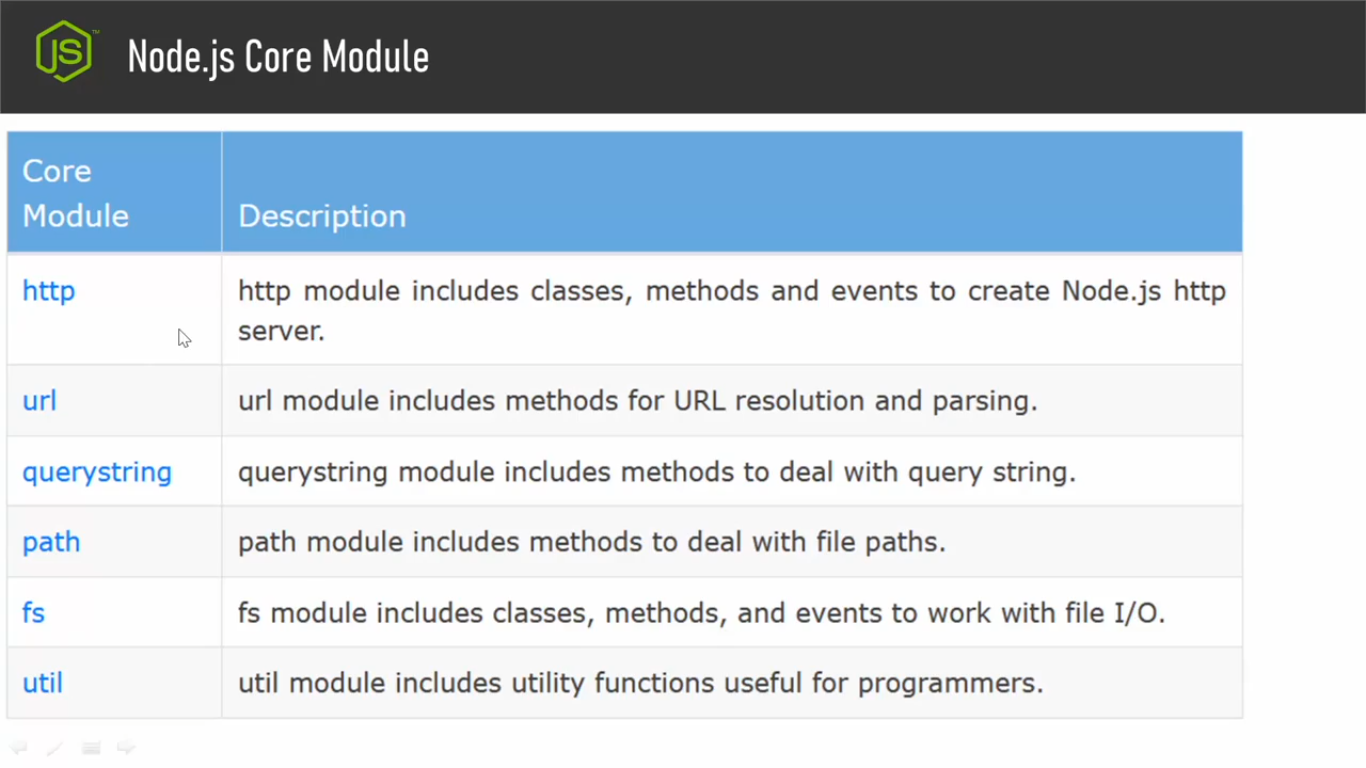 JS™
Node.js Core Module
Core
Module
Description
http
http module includes classes, methods and events to create Node.js http
server.
url
url module includes methods for URL resolution and parsing.
querystring
querystring module includes methods to deal with query string.
path
path module includes methods to deal with file paths.
fs
fs module includes classes, methods, and events to work with file I/O.
util
util module includes utility functions useful for programmers.